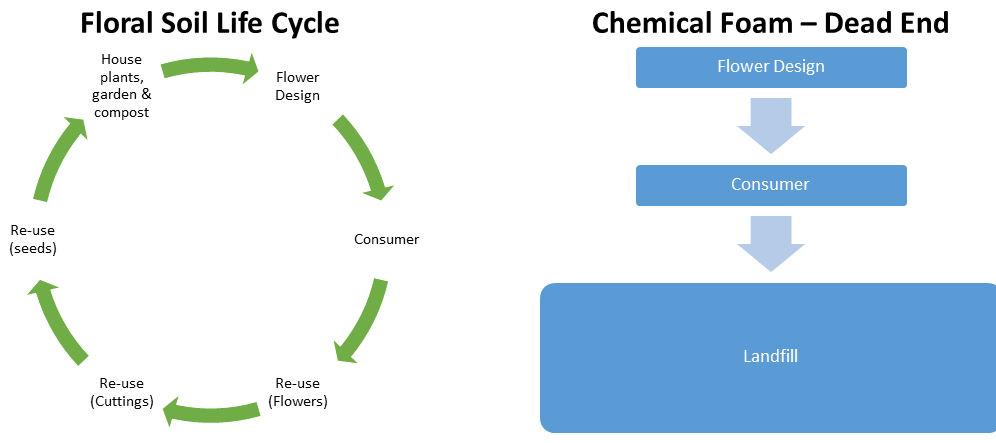 Floral Soil Life Cycle
House
plants,
garden &
compost
Flower
Design
Consumer
Re-use
(Flowers)
Re-use
(Cuttings)
Re-use
(seeds)
Chemical Foam – Dead End
Flower Design
Consumer
Landfill